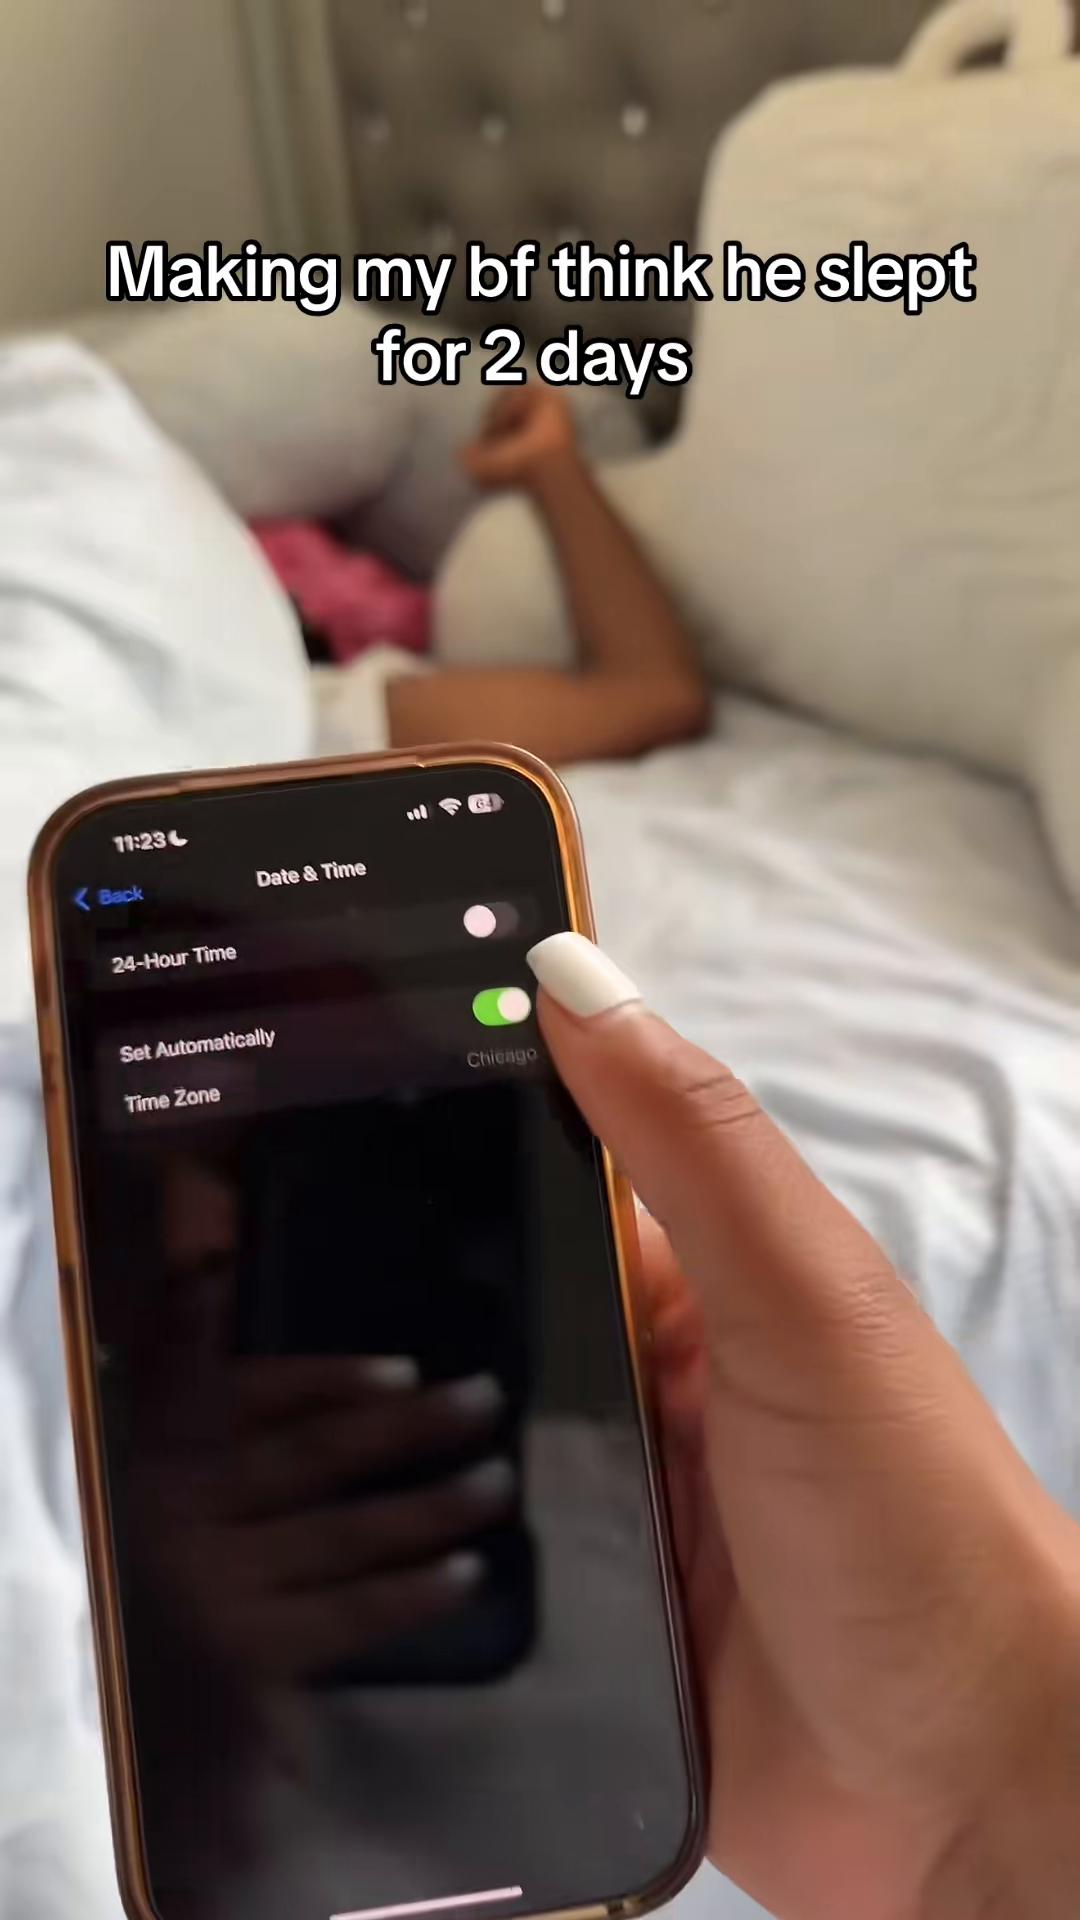 Making my bf think he slept
for 2 days
11:23
64
Back
Date & Time
24-Hour Time
Set Automatically
Chicago
Time Zone